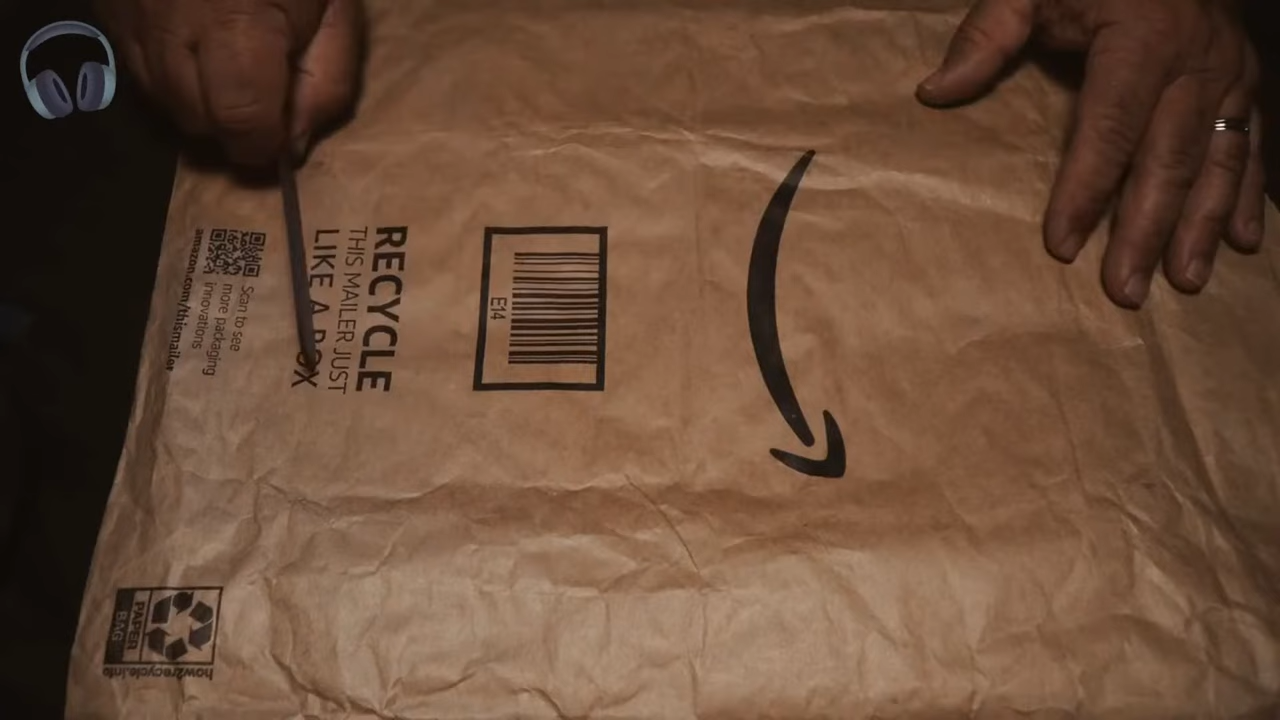 RECYCLE
THIS MAILER JUST
LIKE A BOX
Scan to see
more packaging
innovations
amazon.com/thismailer
E14
PAPER
BAG
how2recycle.info